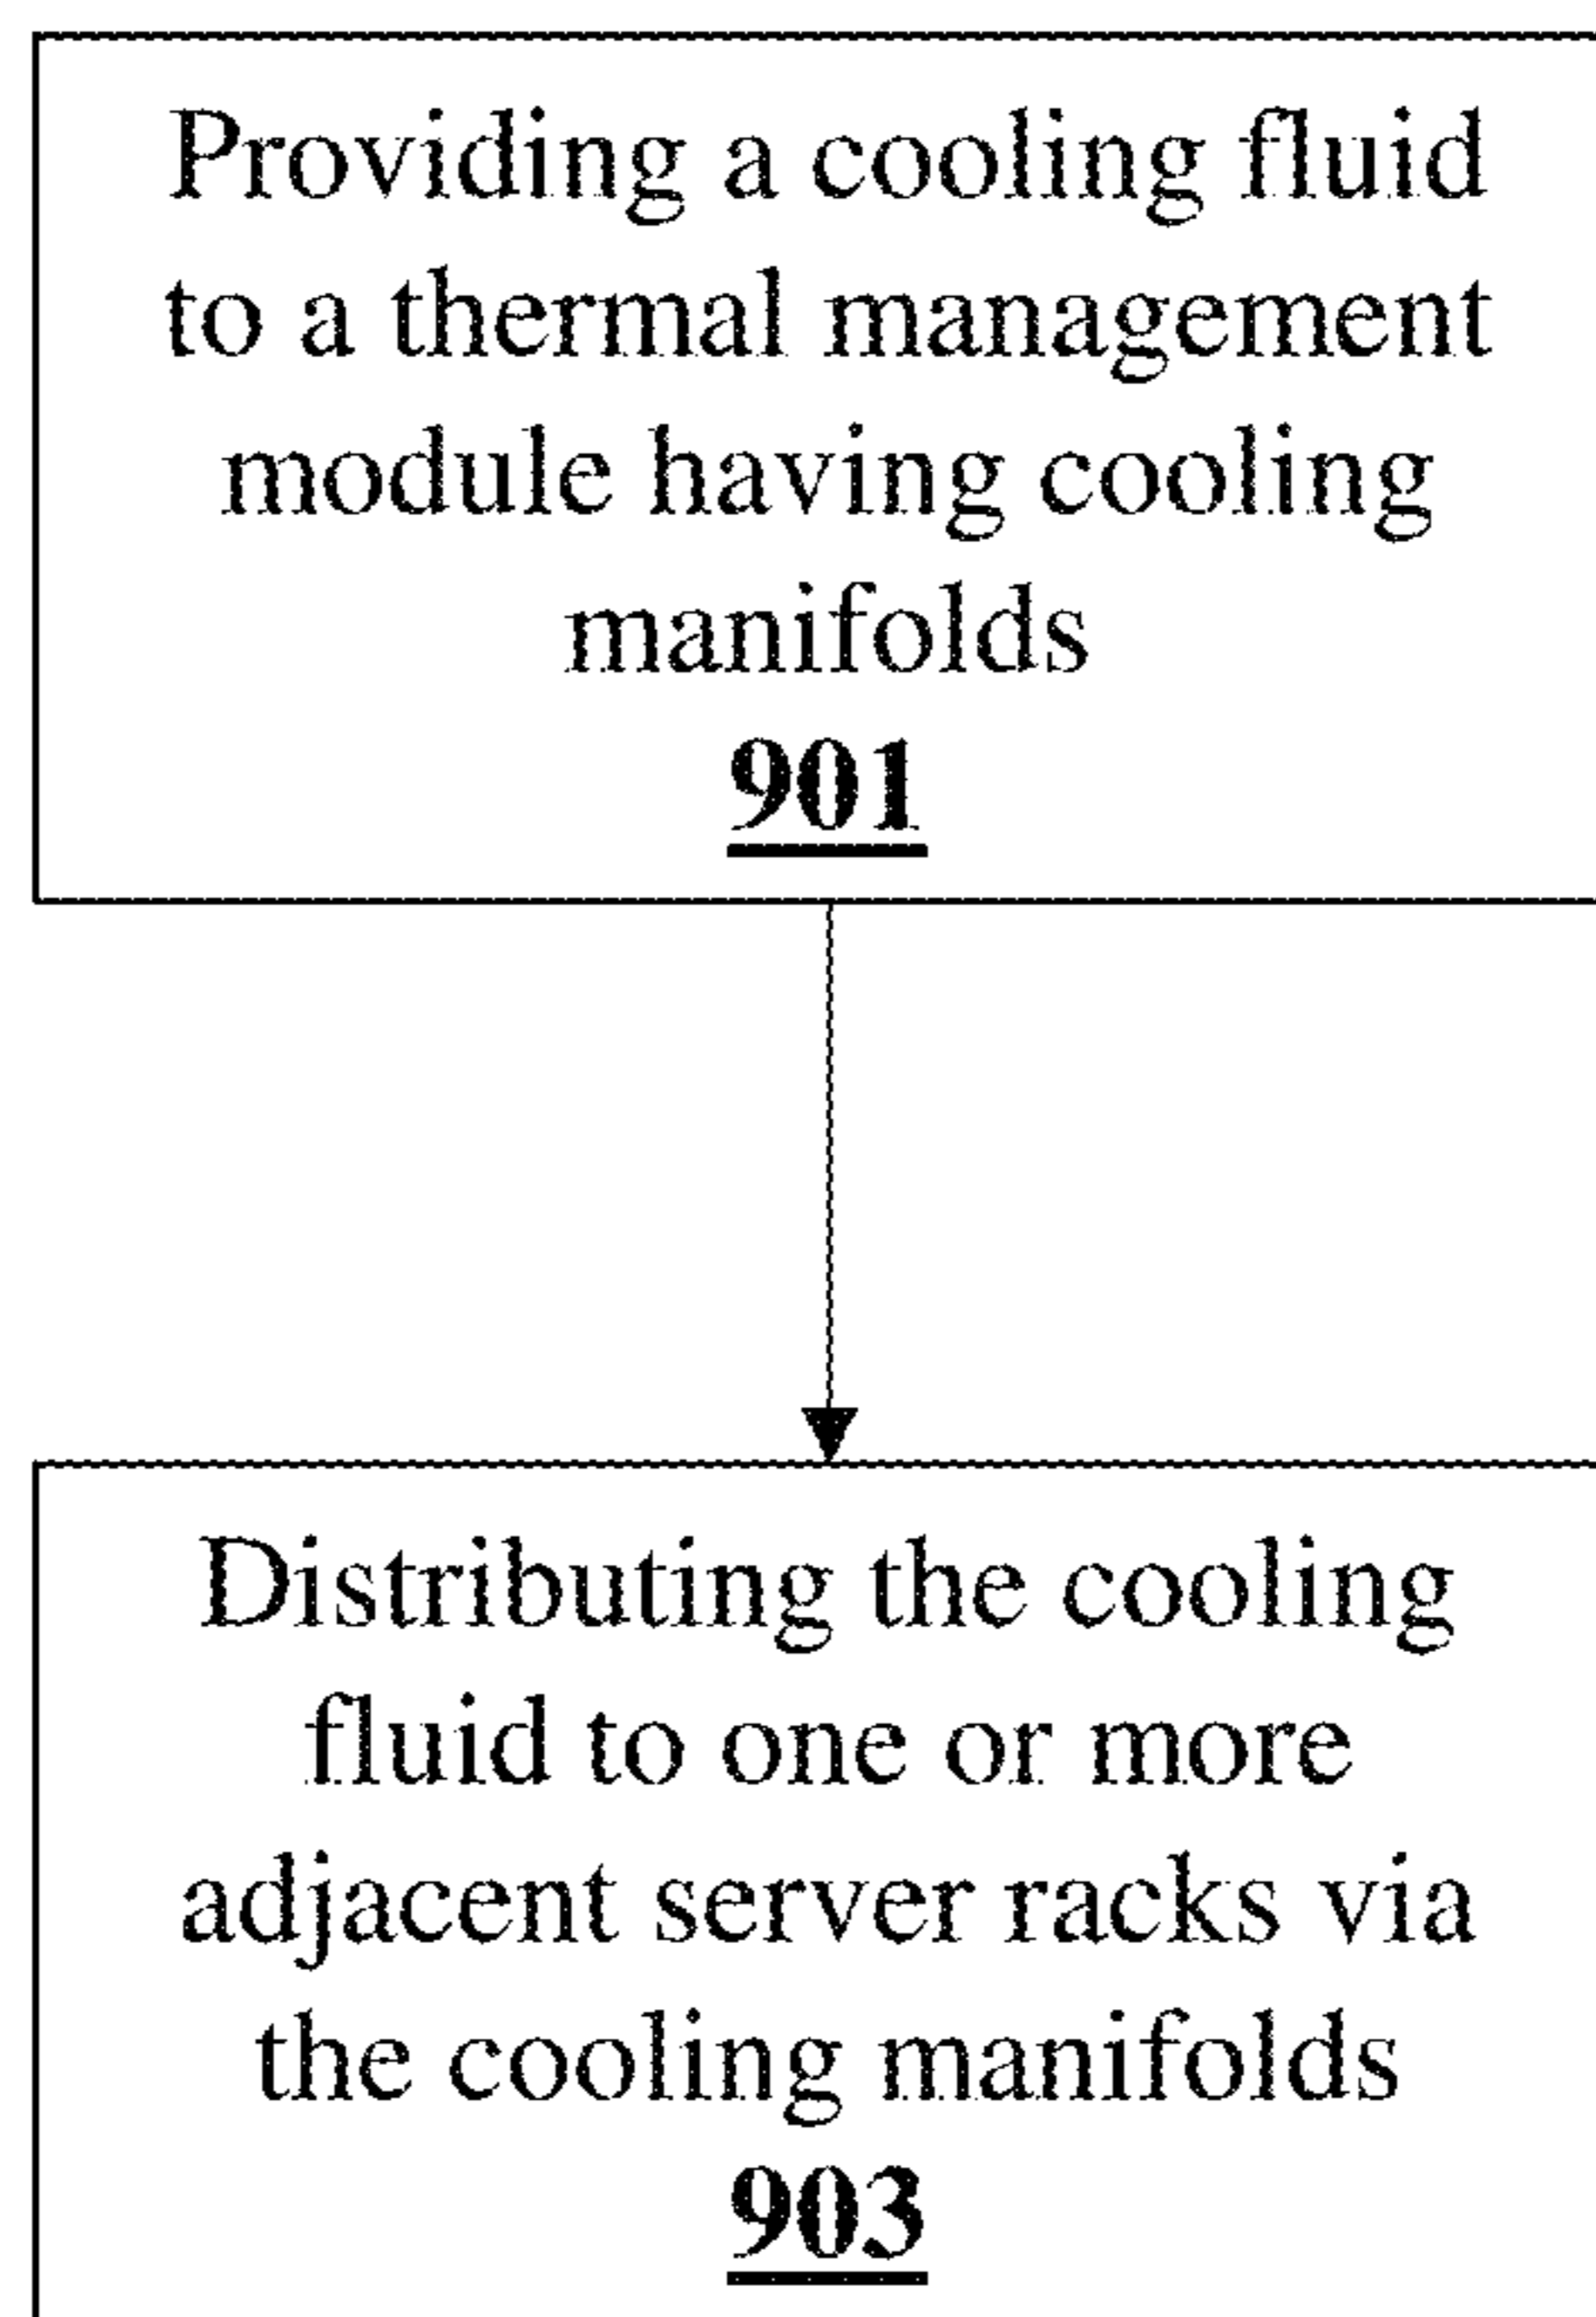 Providing a cooling fluid
to a thermal management
module having cooling
manifolds
901
Distributing the cooling
fluid to one or more
adjacent server racks via
the cooling manifolds
903